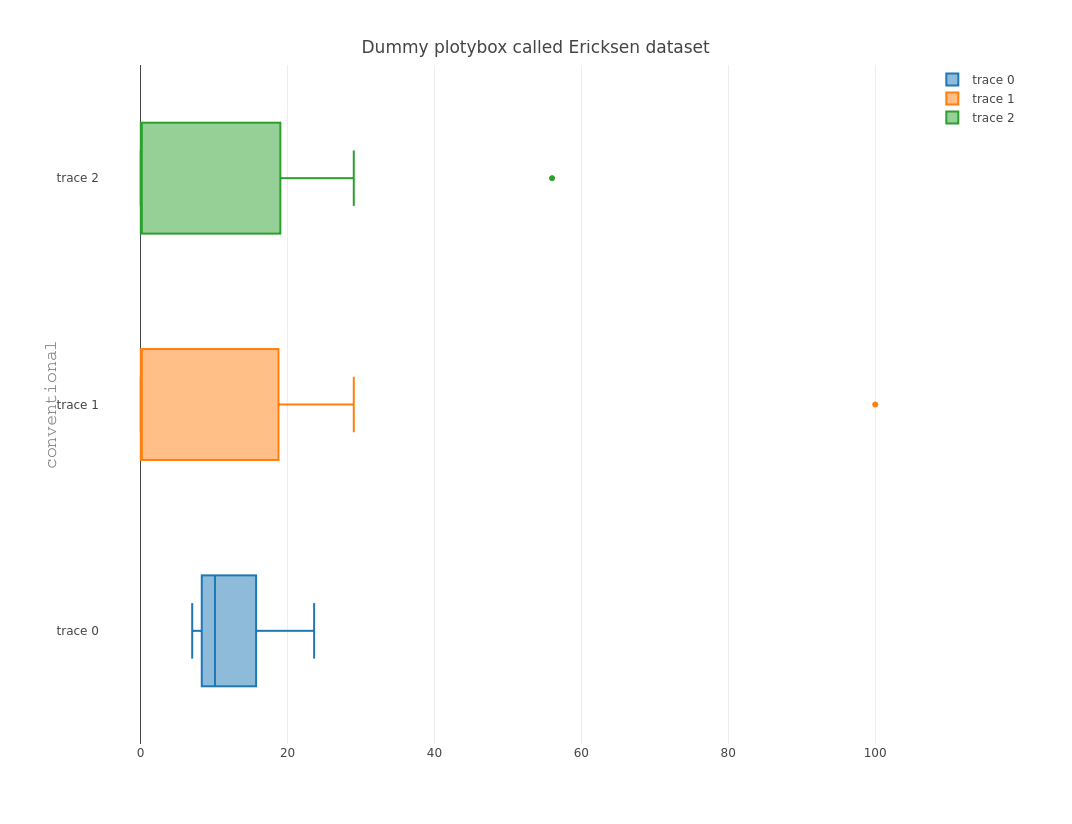 Dummy plotybox called Ericksen dataset
trace 0
trace 1
trace 2
conventional
trace 2
trace 1
trace 0
0 20 40 60 80 100